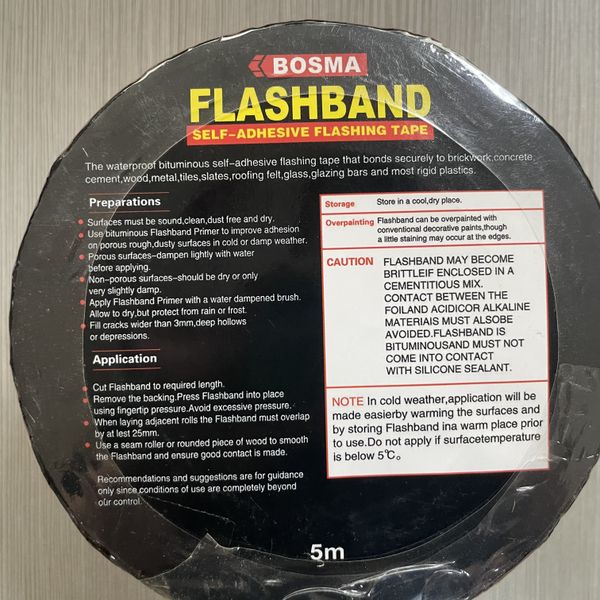 BOSMA
FLASHBAND
SELF-ADHESIVE FLASHING TAPE
The waterproof bituminous self-adhesive flashing tape that bonds securely to brickwork,concrete,
cement,wood,metal,tiles,slates,roofing felt,glass,glazing bars and most rigid plastics.
Preparations
• Surfaces must be sound,clean,dust free and dry.
• Use bituminous Flashband Primer to improve adhesion
on porous rough,dusty surfaces in cold or damp weather.
• Porous surfaces-dampen lightly with water
before applying.
• Non-porous surfaces-should be dry or only
very slightly damp.
• Apply Flashband Primer with a water dampened brush.
Allow to dry,but protect from rain or frost.
• Fill cracks wider than 3mm,deep hollows
or depressions.
Application
• Cut Flashband to required length.
• Remove the backing.Press Flashband into place
using fingertip pressure.Avoid excessive pressure.
• When laying adjacent rolls the Flashband must overlap
by at lest 25mm.
• Use a seam roller or rounded piece of wood to smooth
the Flashband and ensure good contact is made.
Recommendations and suggestions are for guidance
only since conditions of use are completely beyond
our control.
Storage Store in a cool,dry place.
Overpainting Flashband can be overpainted with
conventional decorative paints,though
a little staining may occur at the edges.
CAUTION FLASHBAND MAY BECOME
BRITTLEIF ENCLOSED IN A
CEMENTITIOUS MIX.
CONTACT BETWEEN THE
FOILAND ACIDICOR ALKALINE
MATERIAIS MUST ALSOBE
AVOIDED.FLASHBAND IS
BITUMINOUSAND MUST NOT
COME INTO CONTACT
WITH SILICONE SEALANT.
NOTE In cold weather,application will be
made easierby warming the surfaces and
by storing Flashband ina warm place prior
to use.Do not apply if surfacetemperature
is below 5℃。
5m